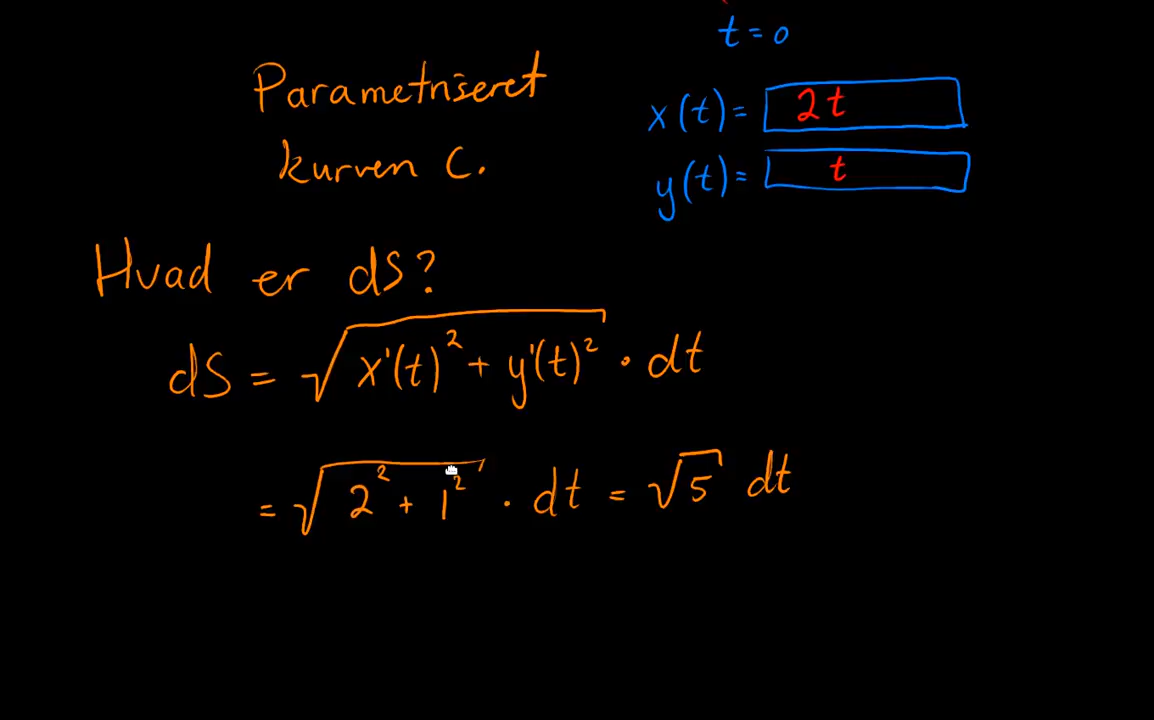 t = 0
Parametriseret
kurven C.
x(t) = 2t
y(t) = t
Hvad er dS?
dS = √(x'(t)² + y'(t)²) · dt
= √(2² + 1²) · dt = √5 dt